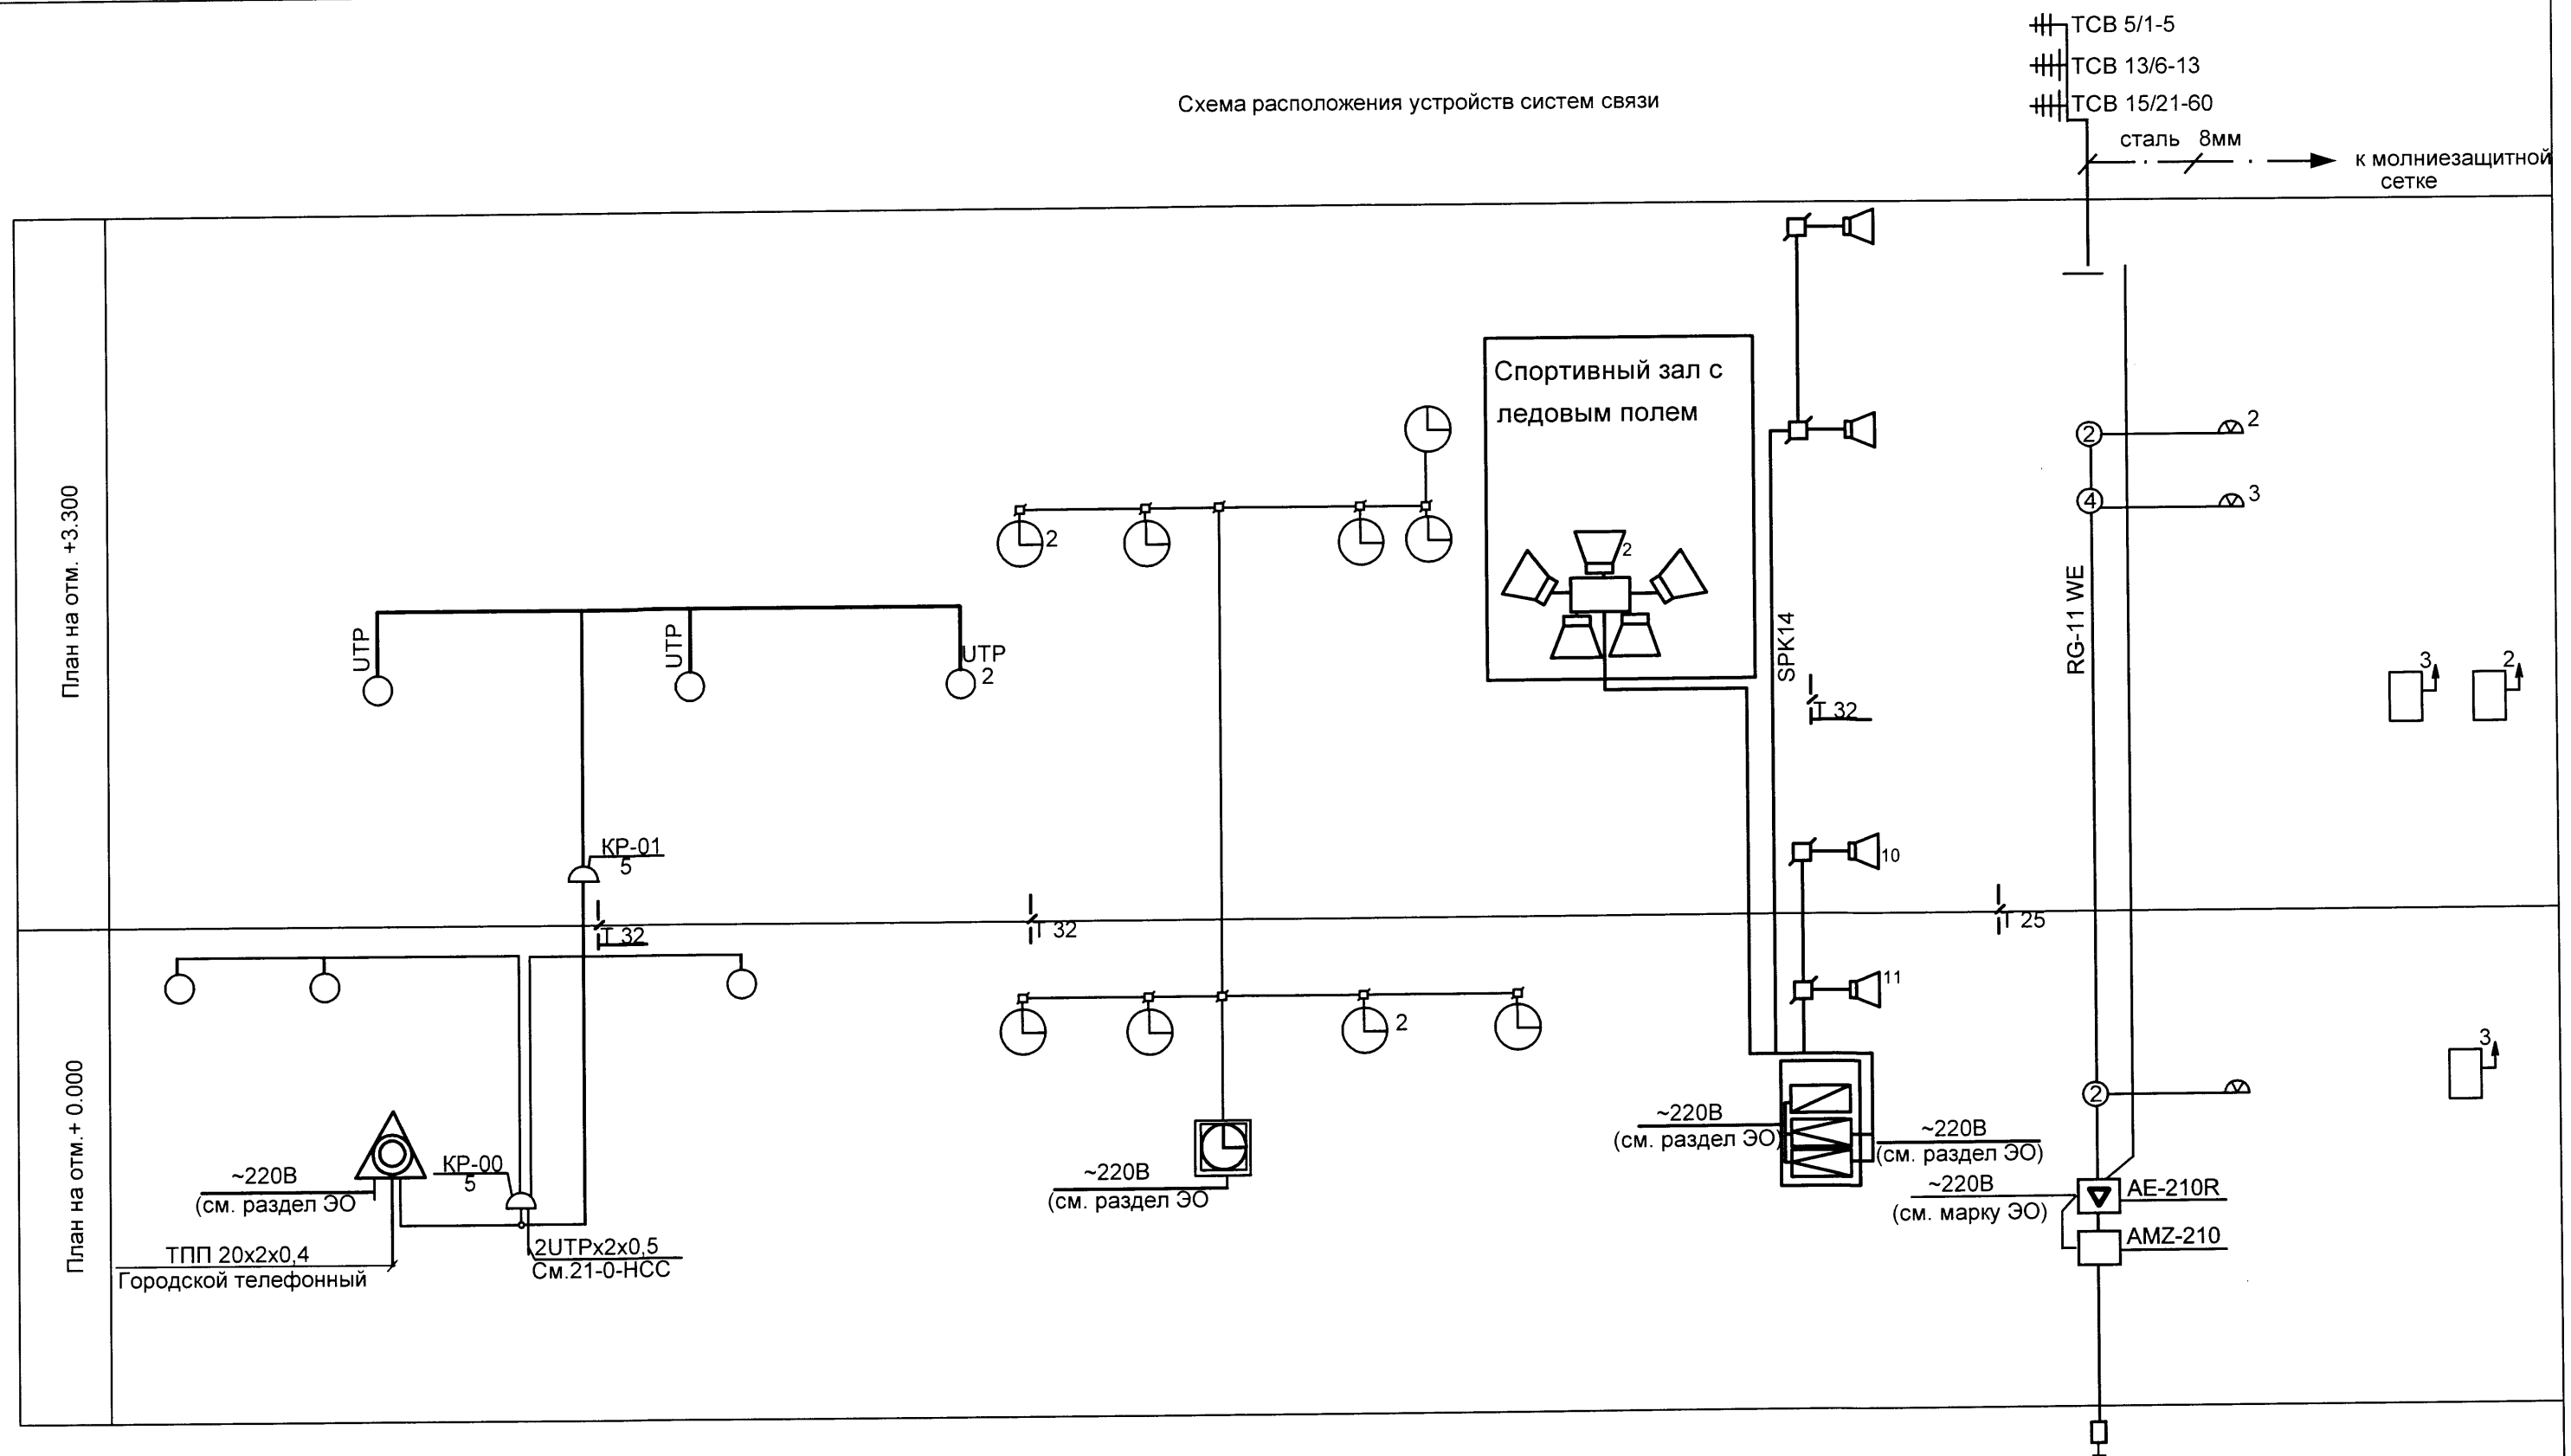 ТСВ 5/1-5
ТСВ 13/6-13
ТСВ 15/21-60
Схема расположения устройств систем связи
сталь 8мм
к молниезащитной
сетке
План на отм. +3.300
Спортивный зал с
ледовым полем
2
2
2
4
3
2
UTP
UTP
UTP
2
SPK14
RG-11 WE
Т 32
3
2
КР-01
5
10
Т 32
Т 32
Т 25
План на отм.+ 0.000
2
11
2
3
~220В
(см. раздел ЭО
КР-00
5
~220В
(см. раздел ЭО
~220В
(см. раздел ЭО)
~220В
(см. раздел ЭО)
~220В
(см. марку ЭО)
AE-210R
AMZ-210
ТПП 20х2х0,4
Городской телефонный
2UTPx2x0,5
См.21-0-НСС